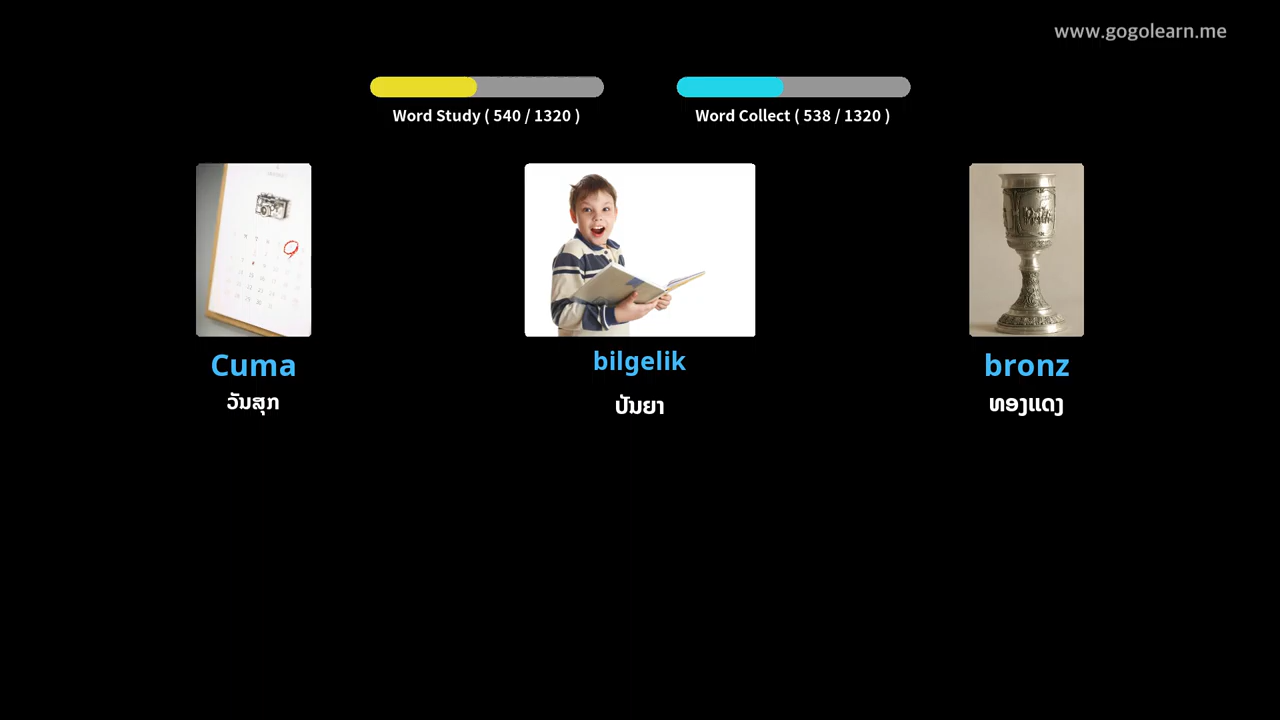 www.gogolearn.me
Word Study ( 540 / 1320 )
Word Collect ( 538 / 1320 )
Cuma
ວັນສຸກ
bilgelik
ປັນຍາ
bronz
ທອງແດງ